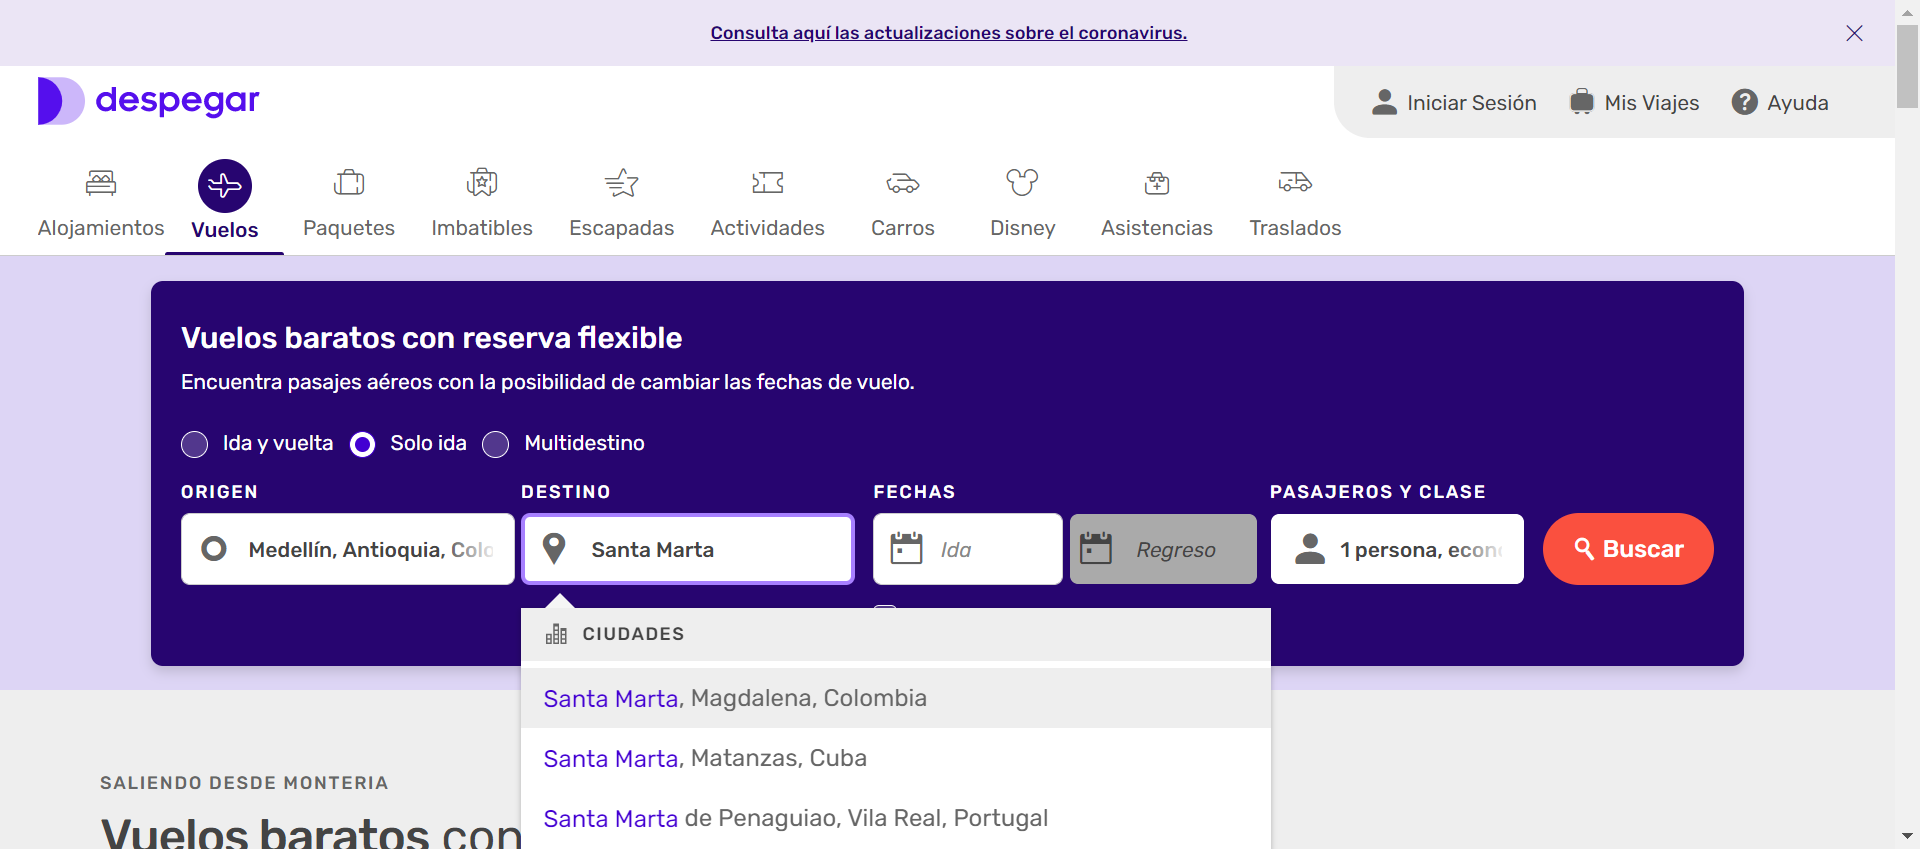 Consulta aquí las actualizaciones sobre el coronavirus.
despegar
Iniciar Sesión
Mis Viajes
Ayuda
Alojamientos
Vuelos
Paquetes
Imbatibles
Escapadas
Actividades
Carros
Disney
Asistencias
Traslados
Vuelos baratos con reserva flexible
Encuentra pasajes aéreos con la posibilidad de cambiar las fechas de vuelo.
Ida y vuelta
Solo ida
Multidestino
ORIGEN
DESTINO
FECHAS
PASAJEROS Y CLASE
Medellín, Antioquia, Colo
Santa Marta
Ida
Regreso
1 persona, econ
Buscar
CIUDADES
Santa Marta, Magdalena, Colombia
Santa Marta, Matanzas, Cuba
Santa Marta de Penaguiao, Vila Real, Portugal
SALIENDO DESDE MONTERIA
Vuelos baratos con